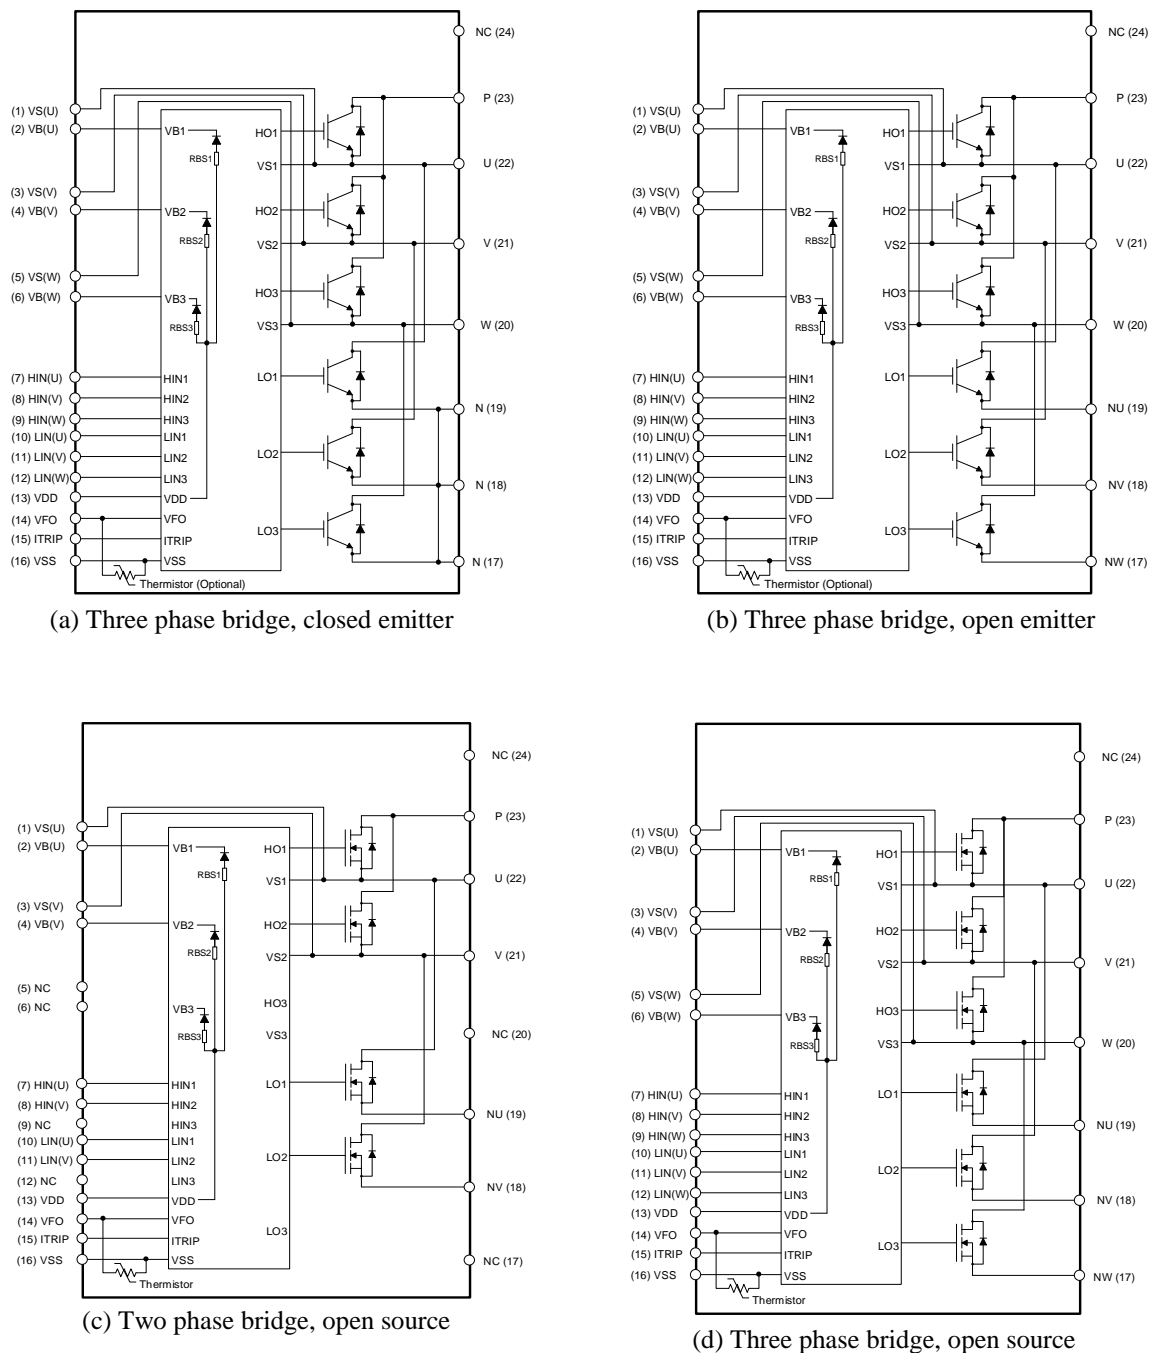 NC (24)
P (23)
(1) VS(U)
(2) VB(U)
VB1
HO1
RBS1
VS1
U (22)
(3) VS(V)
(4) VB(V)
VB2
HO2
RBS2
VS2
V (21)
(5) VS(W)
(6) VB(W)
VB3
HO3
RBS3
VS3
W (20)
(7) HIN(U)
HIN1
LO1
(8) HIN(V)
HIN2
N (19)
(9) HIN(W)
HIN3
(10) LIN(U)
LIN1
(11) LIN(V)
LIN2
LO2
(12) LIN(W)
LIN3
N (18)
(13) VDD
VDD
(14) VFO
VFO
LO3
(15) ITRIP
ITRIP
(16) VSS
VSS
N (17)
Thermistor (Optional)
(a) Three phase bridge, closed emitter
NC (24)
P (23)
(1) VS(U)
(2) VB(U)
VB1
HO1
RBS1
VS1
U (22)
(3) VS(V)
(4) VB(V)
VB2
HO2
RBS2
VS2
V (21)
(5) VS(W)
(6) VB(W)
VB3
HO3
RBS3
VS3
W (20)
(7) HIN(U)
HIN1
LO1
(8) HIN(V)
HIN2
NU (19)
(9) HIN(W)
HIN3
(10) LIN(U)
LIN1
(11) LIN(V)
LIN2
LO2
(12) LIN(W)
LIN3
NV (18)
(13) VDD
VDD
(14) VFO
VFO
LO3
(15) ITRIP
ITRIP
(16) VSS
VSS
NW (17)
Thermistor (Optional)
(b) Three phase bridge, open emitter
NC (24)
P (23)
(1) VS(U)
(2) VB(U)
VB1
HO1
RBS1
VS1
U (22)
(3) VS(V)
(4) VB(V)
VB2
HO2
RBS2
VS2
V (21)
(5) NC
(6) NC
VB3
HO3
RBS3
VS3
NC (20)
(7) HIN(U)
HIN1
LO1
(8) HIN(V)
HIN2
NU (19)
(9) NC
HIN3
(10) LIN(U)
LIN1
(11) LIN(V)
LIN2
LO2
(12) NC
LIN3
NV (18)
(13) VDD
VDD
(14) VFO
VFO
LO3
(15) ITRIP
ITRIP
(16) VSS
VSS
NC (17)
Thermistor
(c) Two phase bridge, open source
NC (24)
P (23)
(1) VS(U)
(2) VB(U)
VB1
HO1
RBS1
VS1
U (22)
(3) VS(V)
(4) VB(V)
VB2
HO2
RBS2
VS2
V (21)
(5) VS(W)
(6) VB(W)
VB3
HO3
RBS3
VS3
W (20)
(7) HIN(U)
HIN1
LO1
(8) HIN(V)
HIN2
NU (19)
(9) HIN(W)
HIN3
(10) LIN(U)
LIN1
(11) LIN(V)
LIN2
LO2
(12) LIN(W)
LIN3
NV (18)
(13) VDD
VDD
(14) VFO
VFO
LO3
(15) ITRIP
ITRIP
(16) VSS
VSS
NW (17)
Thermistor
(d) Three phase bridge, open source